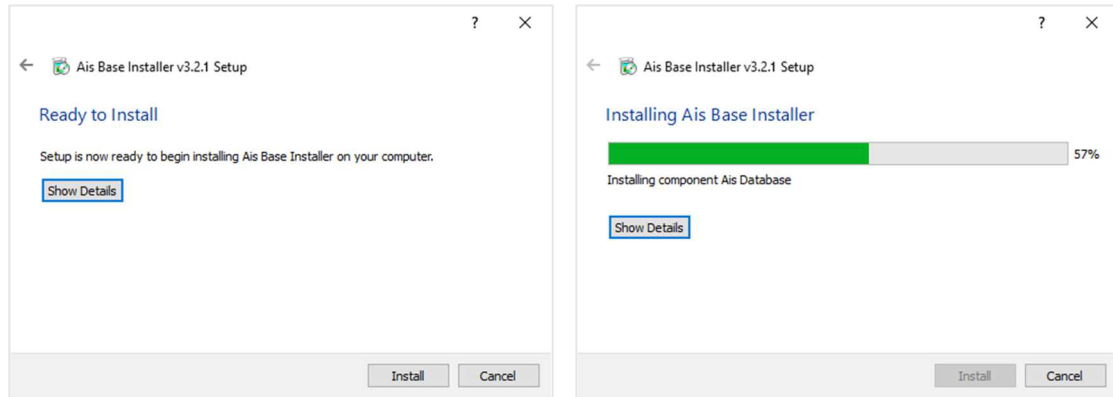 ?
Ais Base Installer v3.2.1 Setup
Ready to Install
Setup is now ready to begin installing Ais Base Installer on your computer.
Show Details
Install
Cancel
?
Ais Base Installer v3.2.1 Setup
Installing Ais Base Installer
57%
Installing component Ais Database
Show Details
Install
Cancel